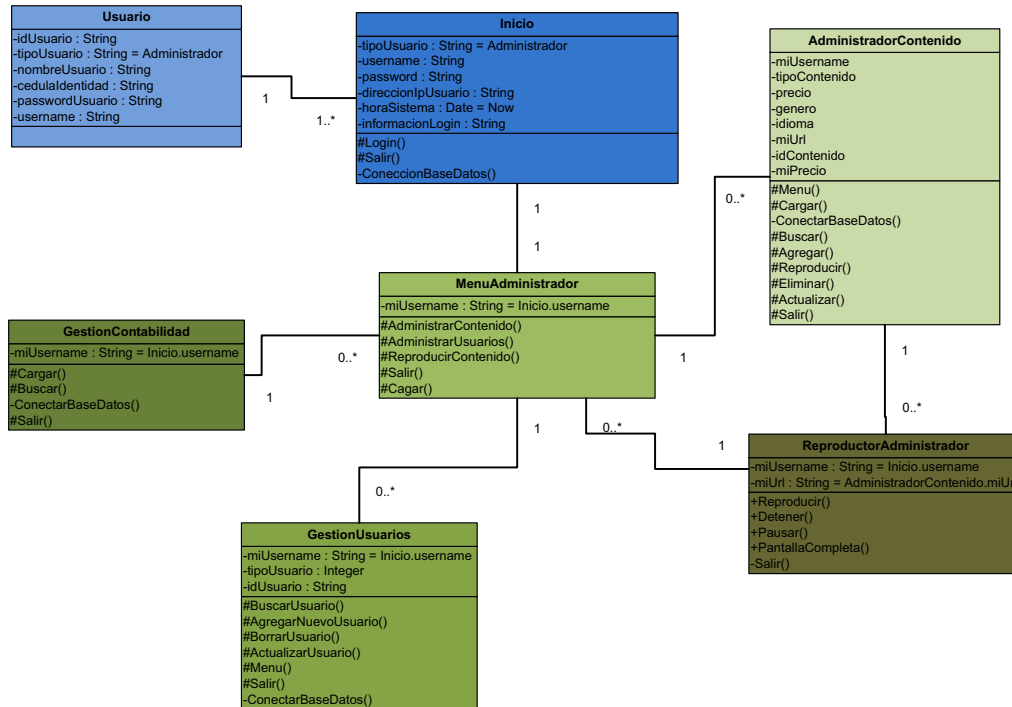 Usuario
-idUsuario : String
-tipoUsuario : String = Administrador
-nombreUsuario : String
-cedulaIdentidad : String
-passwordUsuario : String
-username : String
1
1..*
Inicio
-tipoUsuario : String = Administrador
-username : String
-password : String
-direccionIpUsuario : String
-horaSistema : Date = Now
-informacionLogin : String
#Login()
#Salir()
-ConeccionBaseDatos()
1
1
AdministradorContenido
-miUsername
-tipoContenido
-precio
-genero
-idioma
-miUrl
-idContenido
-miPrecio
#Menu()
#Cargar()
-ConectarBaseDatos()
#Buscar()
#Agregar()
#Reproducir()
#Eliminar()
#Actualizar()
#Salir()
0..*
1
MenuAdministrador
-miUsername : String = Inicio.username
#AdministrarContenido()
#AdministrarUsuarios()
#ReproducirContenido()
#Salir()
#Cagar()
GestionContabilidad
-miUsername : String = Inicio.username
#Cargar()
#Buscar()
-ConectarBaseDatos()
#Salir()
0..*
1
1
0..*
0..*
1
1
0..*
ReproductorAdministrador
-miUsername : String = Inicio.username
-miUrl : String = AdministradorContenido.miUr
+Reproducir()
+Detener()
+Pausar()
+PantallaCompleta()
-Salir()
GestionUsuarios
-miUsername : String = Inicio.username
-tipoUsuario : Integer
-idUsuario : String
#BuscarUsuario()
#AgregarNuevoUsuario()
#BorrarUsuario()
#ActualizarUsuario()
#Menu()
#Salir()
-ConectarBaseDatos()